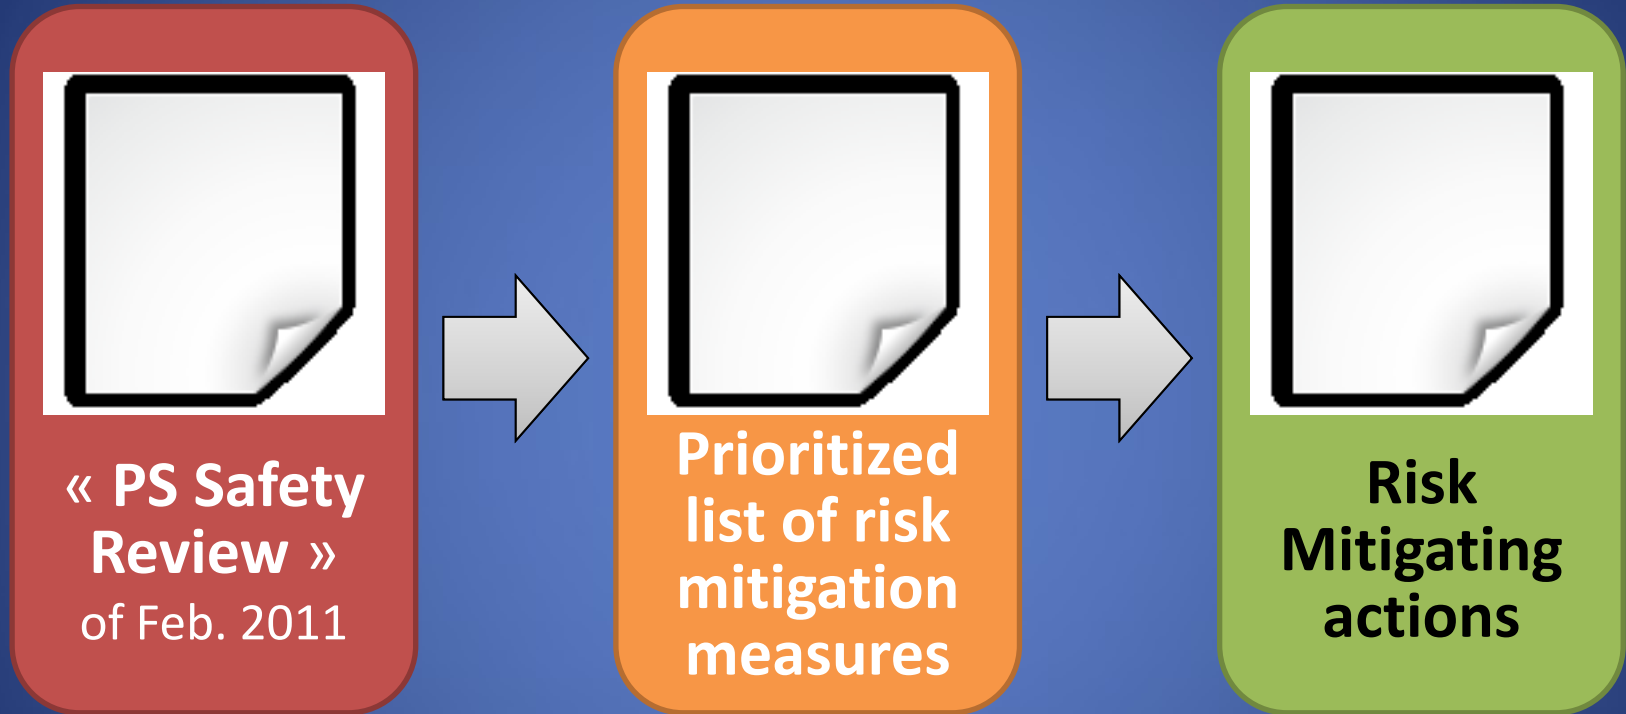 « PS Safety
Review »
of Feb. 2011
Prioritized
list of risk
mitigation
measures
Risk
Mitigating
actions